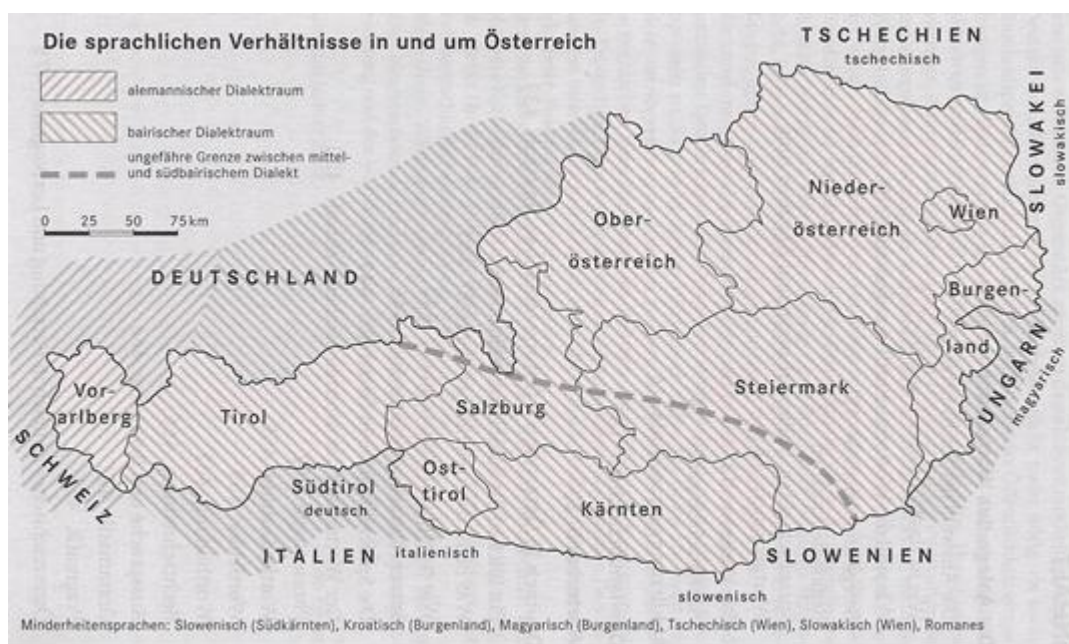 Die sprachlichen Verhältnisse in und um Österreich
alemannischer Dialektraum
bairischer Dialektraum
ungefähre Grenze zwischen mittel-
und südbairischem Dialekt
0 25 50 75 km
TSCHECHIEN
tschechisch
SLOWAKEI
slowakisch
Nieder-
österreich
Wien
Ober-
österreich
DEUTSCHLAND
Burgen-
land
UNGARN
magyarisch
Vor-
arlberg
Tirol
Salzburg
Steiermark
SCHWEIZ
Südtirol
deutsch
Ost-
tirol
Kärnten
ITALIEN
italienisch
SLOWENIEN
slowenisch
Minderheitensprachen: Slowenisch (Südkärnten), Kroatisch (Burgenland), Magyarisch (Burgenland), Tschechisch (Wien), Slowakisch (Wien), Romanes